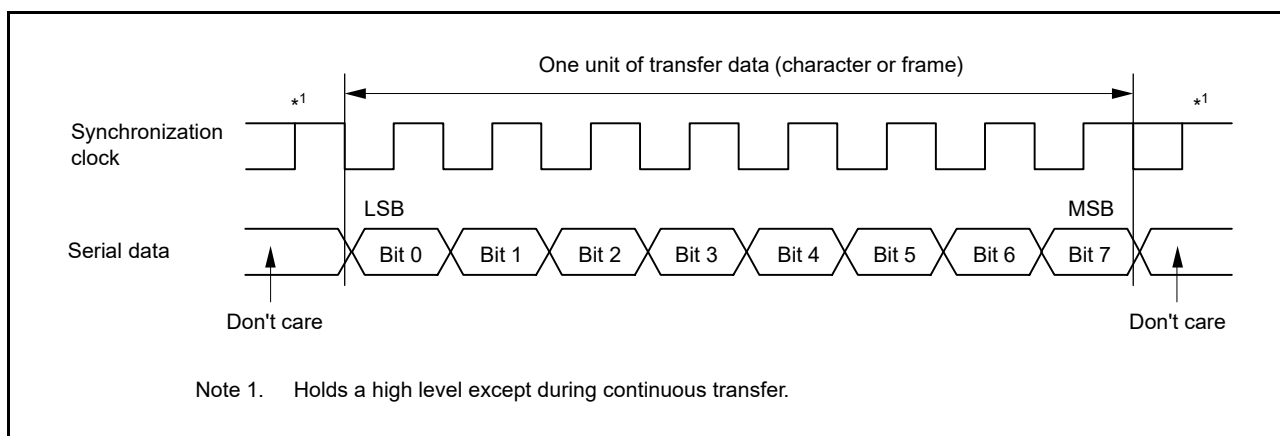 One unit of transfer data (character or frame)
*1
*1
Synchronization
clock
LSB
MSB
Serial data
Bit 0
Bit 1
Bit 2
Bit 3
Bit 4
Bit 5
Bit 6
Bit 7
Don't care
Don't care
Note 1. Holds a high level except during continuous transfer.